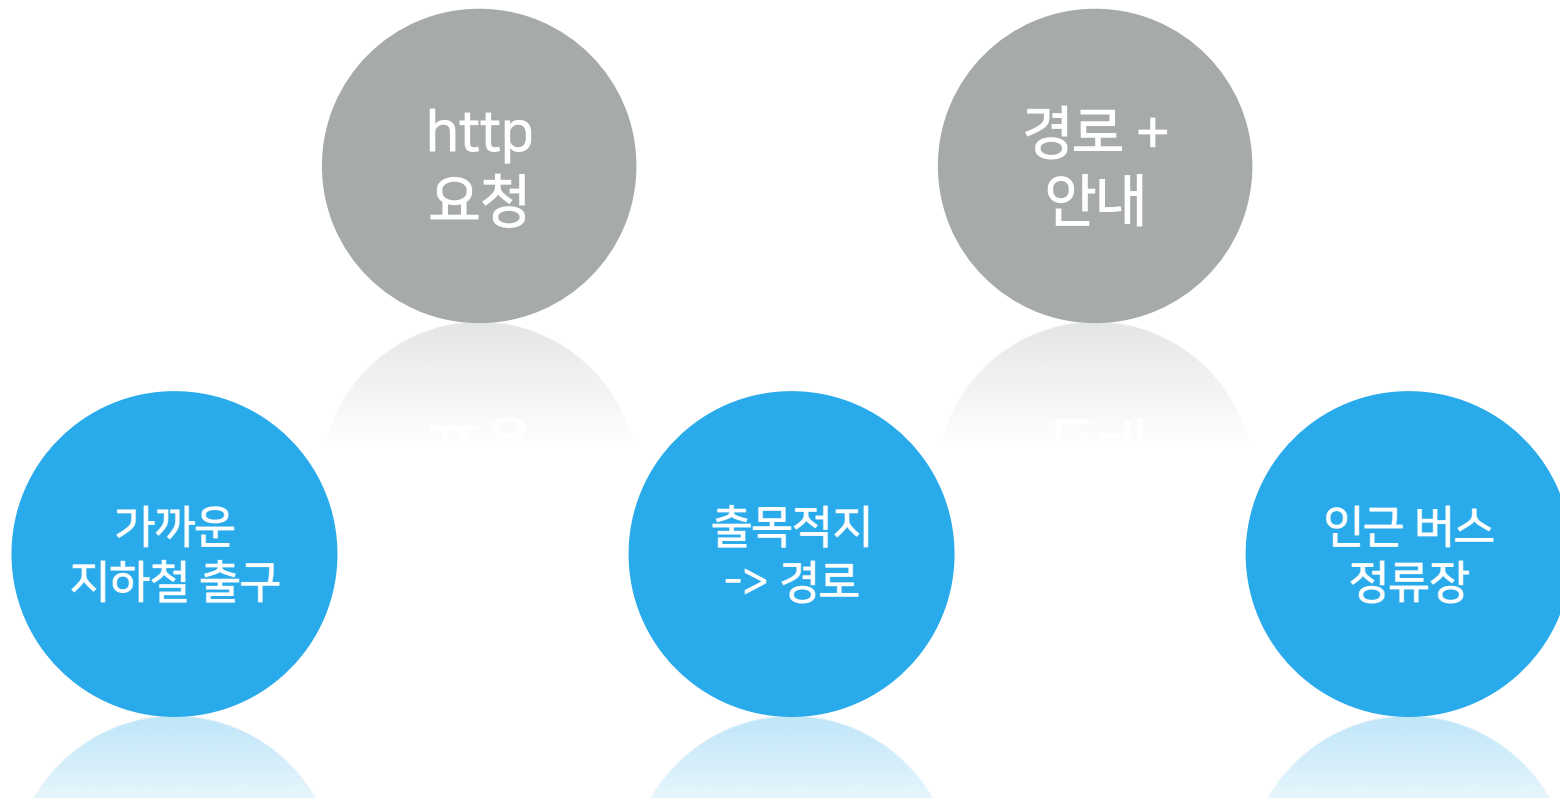 http
요청
경로 +
안내
가까운
지하철 출구
출목적지
-> 경로
인근 버스
정류장